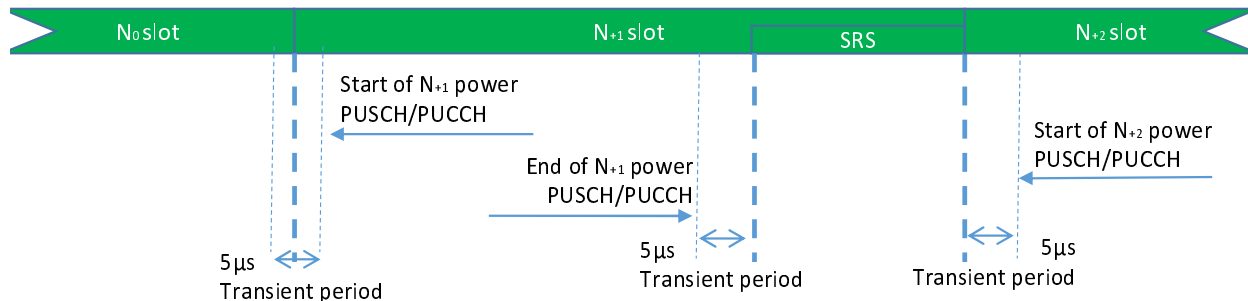 N₀ slot
N₊₁ slot
SRS
N₊₂ slot
Start of N₊₁ power
PUSCH/PUCCH
End of N₊₁ power
PUSCH/PUCCH
Start of N₊₂ power
PUSCH/PUCCH
5µs
Transient period
5µs
Transient period
5µs
Transient period